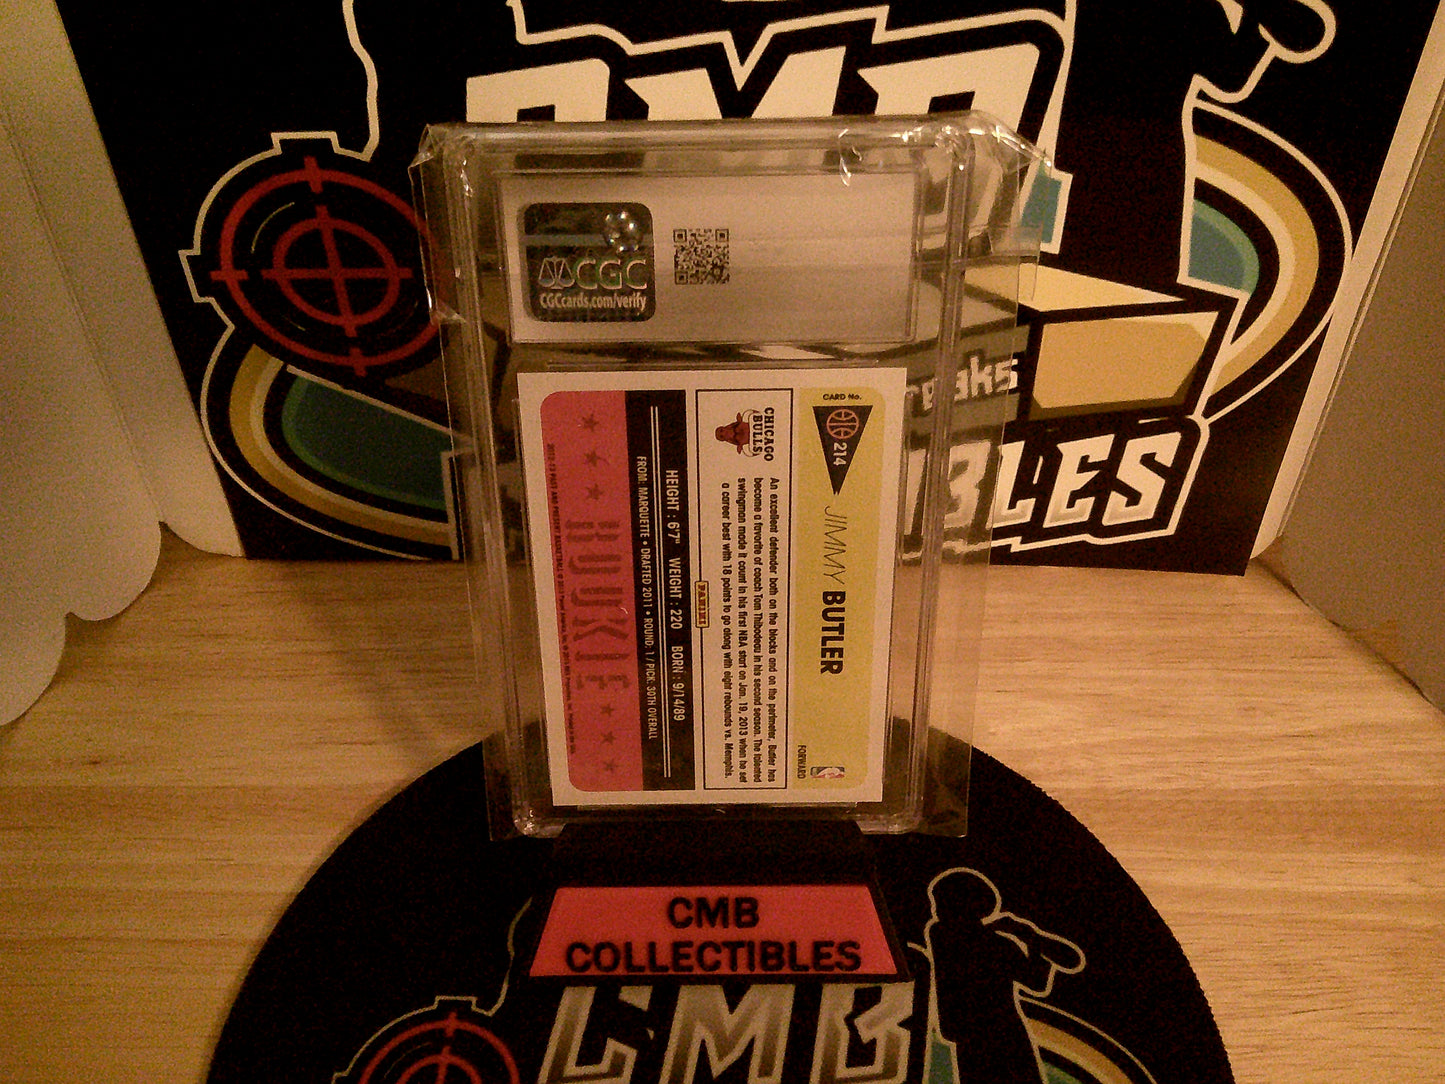 CMB
reaks
BLES
CGC
CGCcards.com/verify
CARD No.
214
JIMMY BUTLER
FORWARD
CHICAGO
BULLS
An excellent defender both on the blocks and on the perimeter, Butler has
become a favorite of coach Tom Thibodeau in his second season. The talented
swingman made it count in his first NBA start on Jan. 19, 2013 when he set
a career best with 18 points to go along with eight rebounds vs. Memphis.
PANINI
HEIGHT: 6'7" WEIGHT: 220 BORN: 9/14/89
FROM: MARQUETTE • DRAFTED 2011 • ROUND: 1 / PICK: 30TH OVERALL
ROOKIE
CMB
COLLECTIBLES
CMB